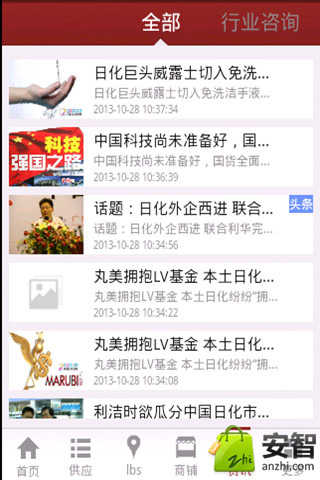 全部
行业咨询
日化巨头威露士切入免洗...
日化巨头威露士切入免洗洁手液...
2013-10-28 10:37:34
科技
强国之路
中国科技尚未准备好，国...
中国科技尚未准备好，国货全面...
2013-10-28 10:36:39
话题：日化外企西进 联合...
头条
话题：日化外企西进 联合利华完...
2013-10-28 10:34:56
丸美拥抱LV基金 本土日化...
丸美拥抱LV基金 本土日化纷纷"拥...
2013-10-28 10:34:22
MARUBI
丸美拥抱LV基金 本土日化...
丸美拥抱LV基金 本土日化纷纷"拥...
2013-10-28 10:34:08
利洁时欲瓜分中国日化市...
首页
供应
lbs
商铺
资讯
更多
zhi
安智
anzhi.com